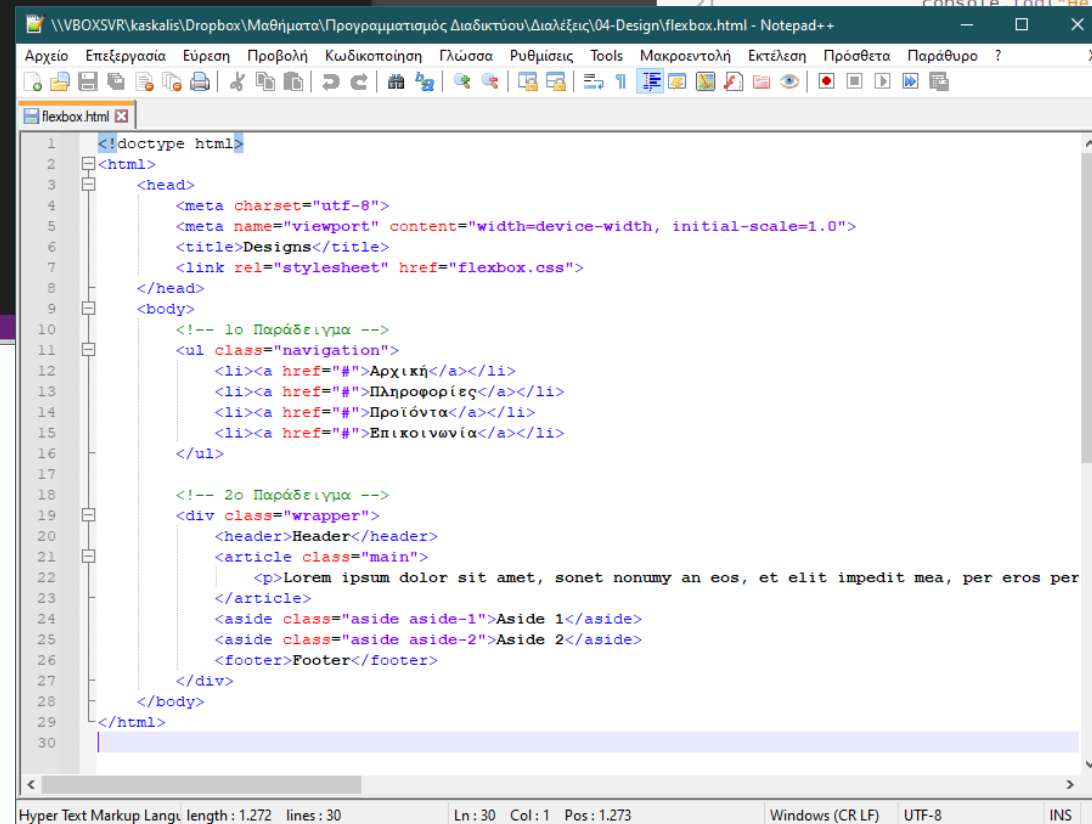 console.log("He
\\VBOXSVR\kaskalis\Dropbox\Μαθήματα\Προγραμματισμός Διαδικτύου\Διαλέξεις\04-Design\flexbox.html - Notepad++
Αρχείο Επεξεργασία Εύρεση Προβολή Κωδικοποίηση Γλώσσα Ρυθμίσεις Tools Μακροεντολή Εκτέλεση Πρόσθετα Παράθυρο ?
flexbox.html
1 <!doctype html>
2 <html>
3 <head>
4 <meta charset="utf-8">
5 <meta name="viewport" content="width=device-width, initial-scale=1.0">
6 <title>Designs</title>
7 <link rel="stylesheet" href="flexbox.css">
8 </head>
9 <body>
10 <!-- 1ο Παράδειγμα -->
11 <ul class="navigation">
12 <li><a href="#">Αρχική</a></li>
13 <li><a href="#">Πληροφορίες</a></li>
14 <li><a href="#">Προϊόντα</a></li>
15 <li><a href="#">Επικοινωνία</a></li>
16 </ul>
17
18 <!-- 2ο Παράδειγμα -->
19 <div class="wrapper">
20 <header>Header</header>
21 <article class="main">
22 <p>Lorem ipsum dolor sit amet, sonet nonumy an eos, et elit impedit mea, per eros per
23 </article>
24 <aside class="aside aside-1">Aside 1</aside>
25 <aside class="aside aside-2">Aside 2</aside>
26 <footer>Footer</footer>
27 </div>
28 </body>
29 </html>
30
Hyper Text Markup Langu length : 1.272 lines : 30 Ln : 30 Col : 1 Pos : 1.273 Windows (CR LF) UTF-8 INS